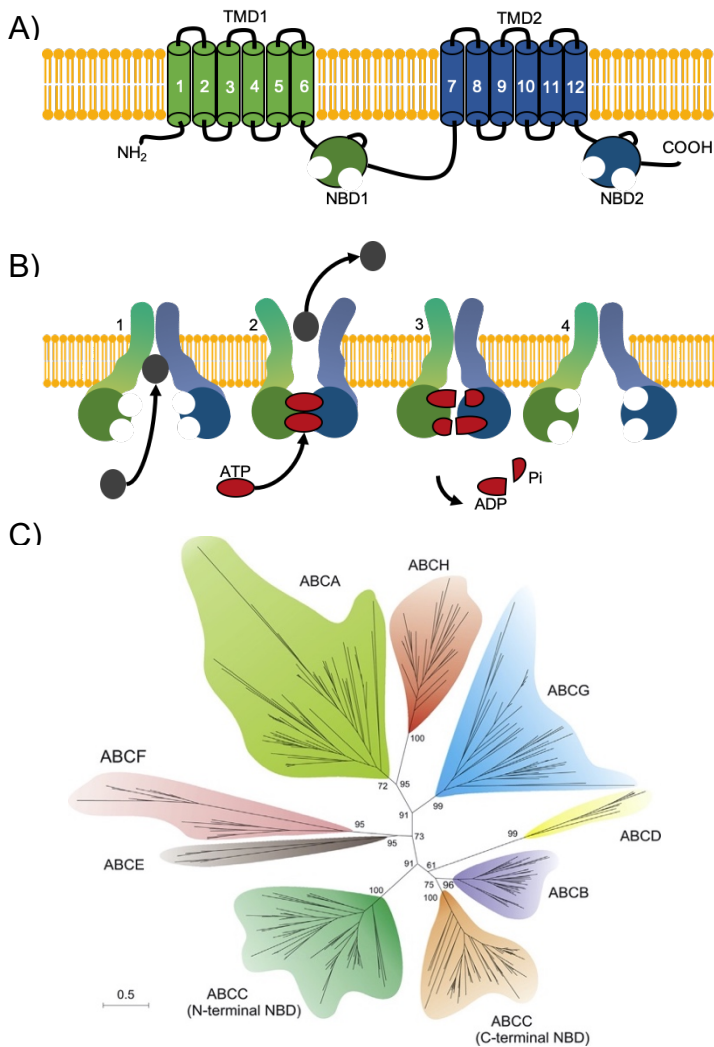 A)
TMD1
TMD2
1 2 3 4 5 6
7 8 9 10 11 12
NH2
NBD1
NBD2
COOH
B)
1
2
3
4
ATP
ADP
Pi
C)
ABCA
ABCH
ABCG
ABCF
ABCE
ABCD
ABCB
100
72
95
99
91
95
95
73
99
91
61
75
96
100
100
ABCC
(N-terminal NBD)
ABCC
(C-terminal NBD)
0.5